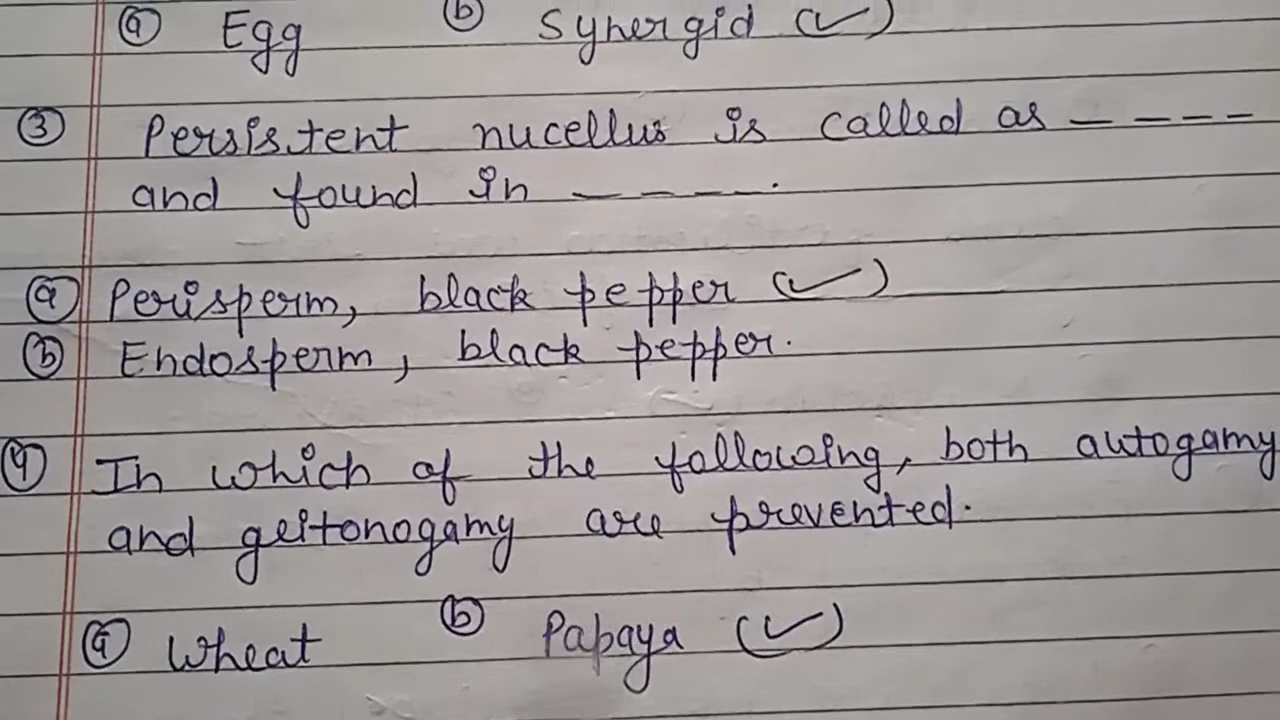 ⓐ Egg ⓑ Synergid (✓)
③ Persistent nucellus is called as _ _ _ _
and found in _ _ _ _.
ⓐ Perisperm, black pepper (✓)
ⓑ Endosperm, black pepper.
④ In which of the following, both autogamy
and geitonogamy are prevented.
ⓐ Wheat ⓑ Papaya (✓)